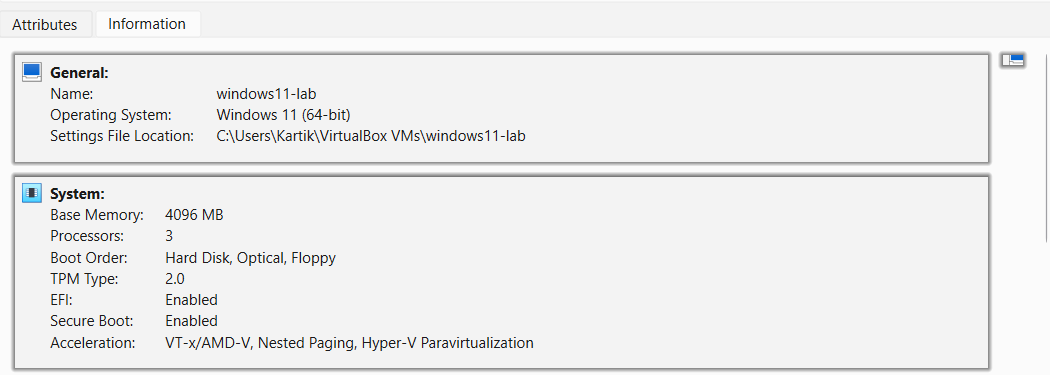 Attributes Information
General:
Name: windows11-lab
Operating System: Windows 11 (64-bit)
Settings File Location: C:\Users\Kartik\VirtualBox VMs\windows11-lab
System:
Base Memory: 4096 MB
Processors: 3
Boot Order: Hard Disk, Optical, Floppy
TPM Type: 2.0
EFI: Enabled
Secure Boot: Enabled
Acceleration: VT-x/AMD-V, Nested Paging, Hyper-V Paravirtualization